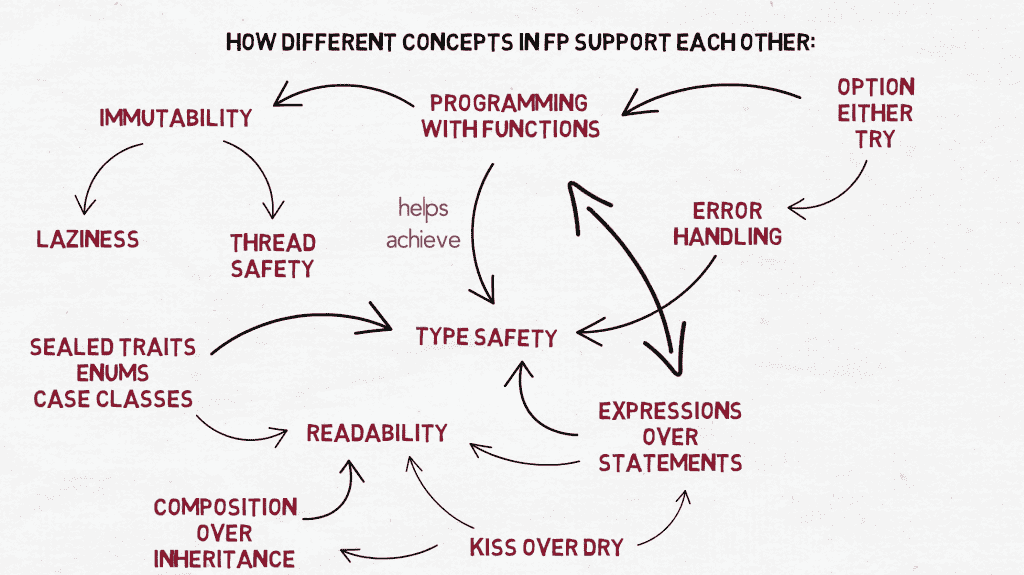 HOW DIFFERENT CONCEPTS IN FP SUPPORT EACH OTHER:
IMMUTABILITY
PROGRAMMING
WITH FUNCTIONS
OPTION
EITHER
TRY
LAZINESS
THREAD
SAFETY
helps
achieve
ERROR
HANDLING
SEALED TRAITS
ENUMS
CASE CLASSES
TYPE SAFETY
READABILITY
EXPRESSIONS
OVER
STATEMENTS
COMPOSITION
OVER
INHERITANCE
KISS OVER DRY